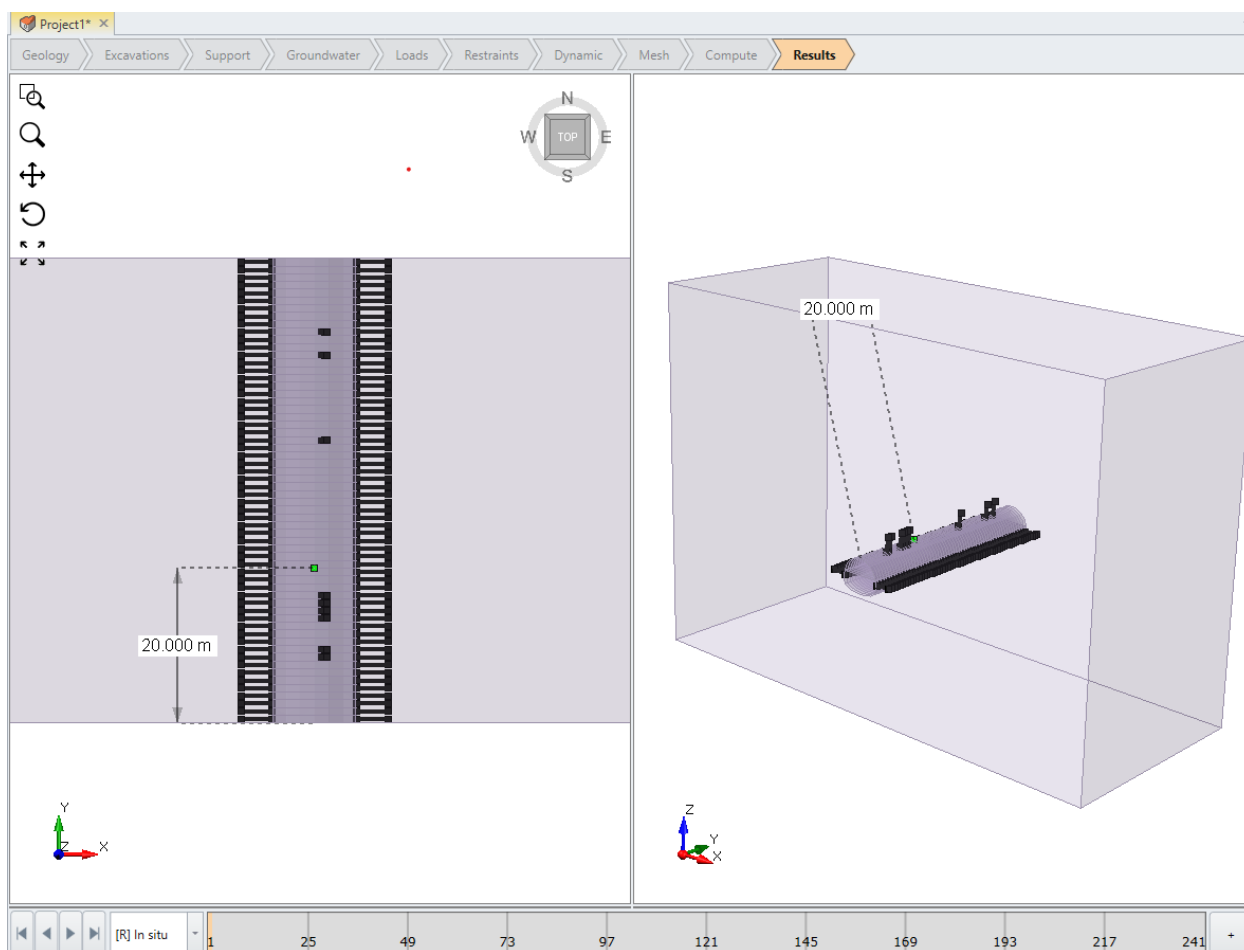 Project1*
Geology Excavations Support Groundwater Loads Restraints Dynamic Mesh Compute Results
N
W TOP E
S
20.000 m
20.000 m
Y
Z X
Z
Y
X
[R] In situ 1 25 49 73 97 121 145 169 193 217 241 +